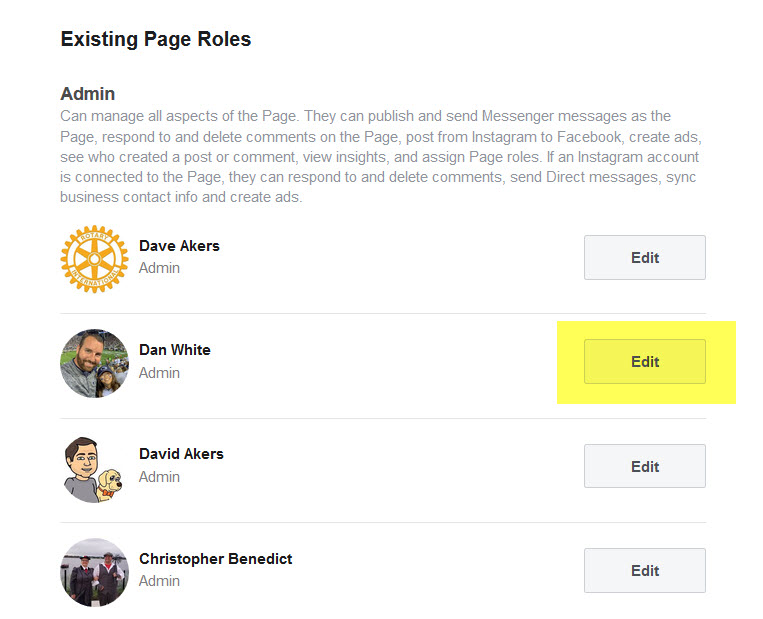 Existing Page Roles
Admin
Can manage all aspects of the Page. They can publish and send Messenger messages as the
Page, respond to and delete comments on the Page, post from Instagram to Facebook, create ads,
see who created a post or comment, view insights, and assign Page roles. If an Instagram account
is connected to the Page, they can respond to and delete comments, send Direct messages, sync
business contact info and create ads.
ROTARY
INTERNATIONAL
Dave Akers
Admin
Edit
Dan White
Admin
Edit
David Akers
Admin
Edit
Christopher Benedict
Admin
Edit